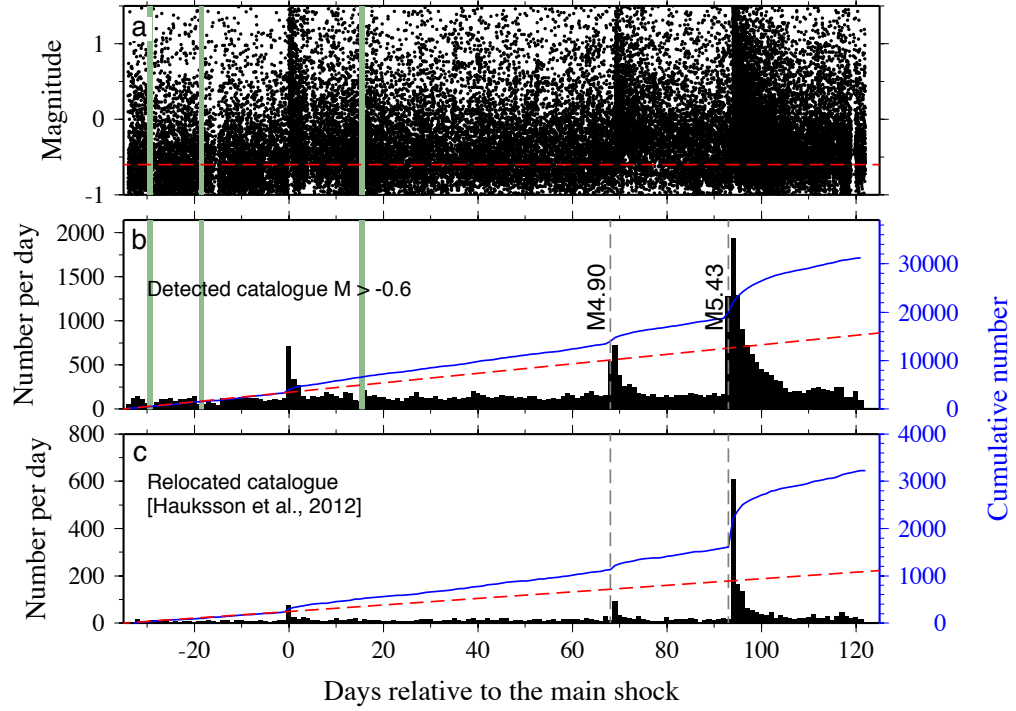 a
Magnitude
1
0
-1
b
Number per day
2000
1500
1000
500
0
Detected catalogue M > -0.6
M4.90
M5.43
30000
20000
10000
0
Cumulative number
c
Number per day
800
600
400
200
0
Relocated catalogue
[Hauksson et al., 2012]
4000
3000
2000
1000
0
-20 0 20 40 60 80 100 120
Days relative to the main shock